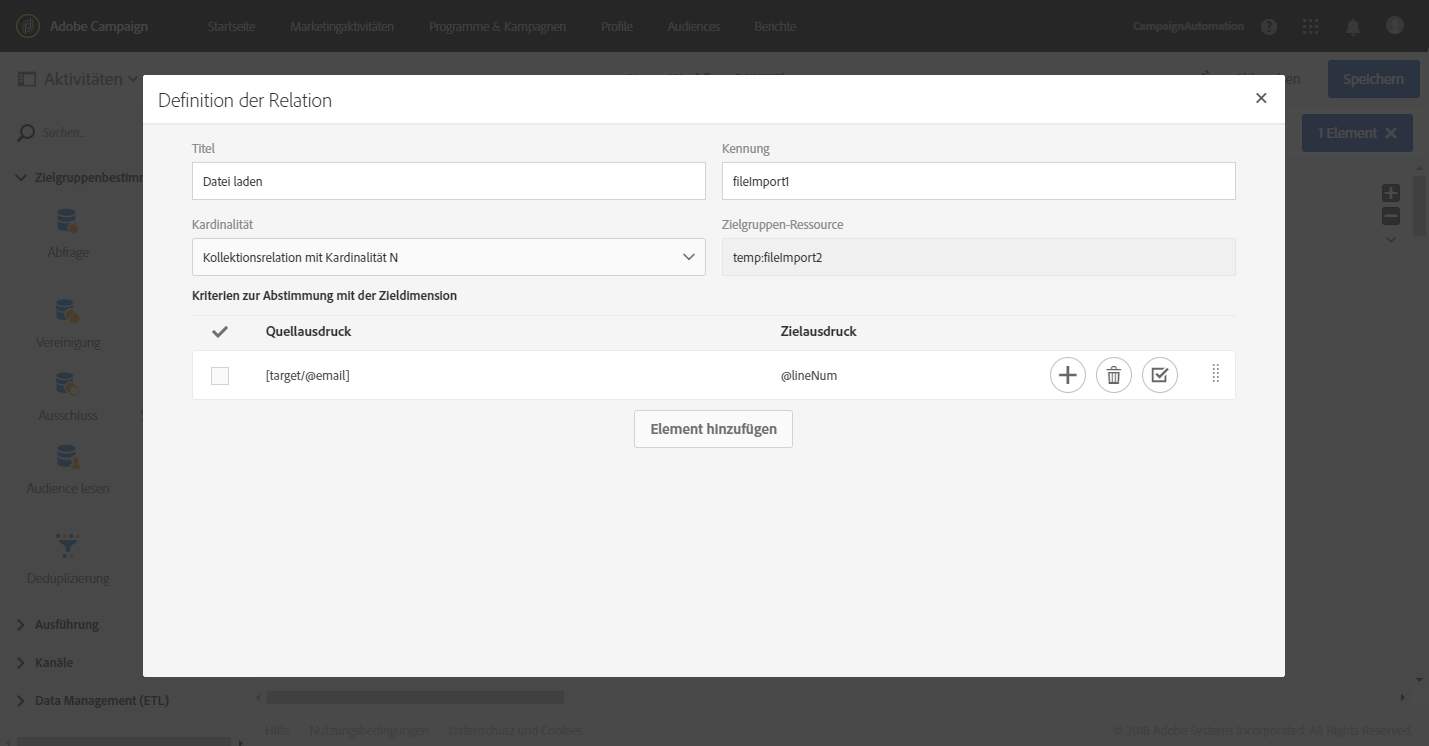 Adobe Campaign
Startseite
Marketingaktivitäten
Programme & Kampagnen
Profile
Audiences
Berichte
CampaignAutomation
Aktivitäten
Speichern
Definition der Relation
Suchen...
1 Element
Titel
Kennung
Datei laden
fileImport1
Zielgruppenbestimm
Kardinalität
Zielgruppen-Ressource
Kollektionsrelation mit Kardinalität N
temp:fileImport2
Abfrage
Kriterien zur Abstimmung mit der Zieldimension
Quellausdruck
Zielausdruck
Vereinigung
[target/@email]
@lineNum
Ausschluss
Element hinzufügen
Audience lesen
Deduplizierung
Ausführung
Kanäle
Data Management (ETL)
Hilfe
Nutzungsbedingungen
Datenschutz und Cookies
© 2018 Adobe Systems Incorporated. All Rights Reserved.